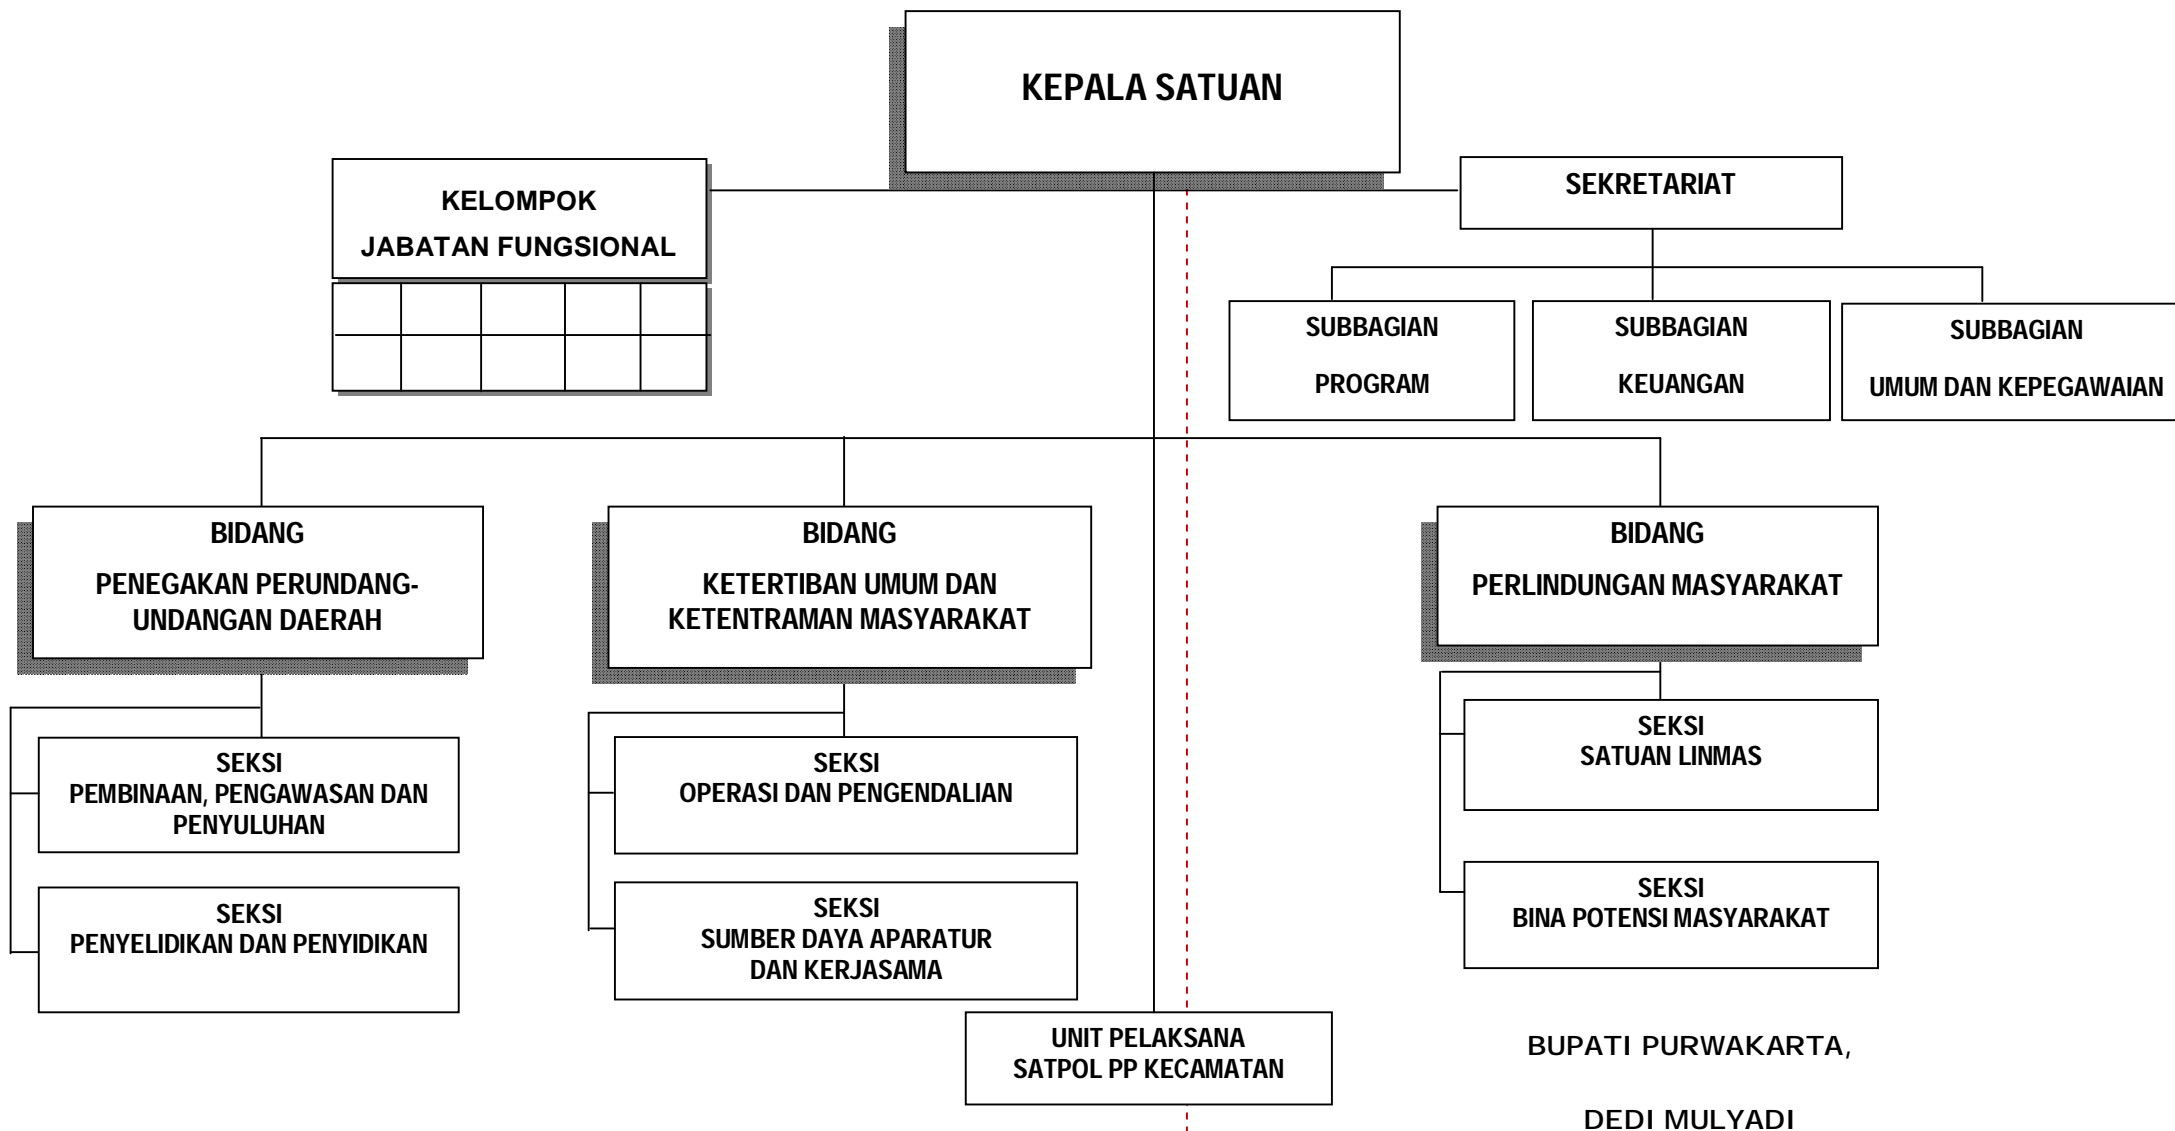 KEPALA SATUAN
KELOMPOK
JABATAN FUNGSIONAL
SEKRETARIAT
SUBBAGIAN
PROGRAM
SUBBAGIAN
KEUANGAN
SUBBAGIAN
UMUM DAN KEPEGAWAIAN
BIDANG
PENEGAKAN PERUNDANG-
UNDANGAN DAERAH
BIDANG
KETERTIBAN UMUM DAN
KETENTRAMAN MASYARAKAT
BIDANG
PERLINDUNGAN MASYARAKAT
SEKSI
PEMBINAAN, PENGAWASAN DAN
PENYULUHAN
SEKSI
PENYELIDIKAN DAN PENYIDIKAN
SEKSI
OPERASI DAN PENGENDALIAN
SEKSI
SUMBER DAYA APARATUR
DAN KERJASAMA
SEKSI
SATUAN LINMAS
SEKSI
BINA POTENSI MASYARAKAT
UNIT PELAKSANA
SATPOL PP KECAMATAN
BUPATI PURWAKARTA,
DEDI MULYADI